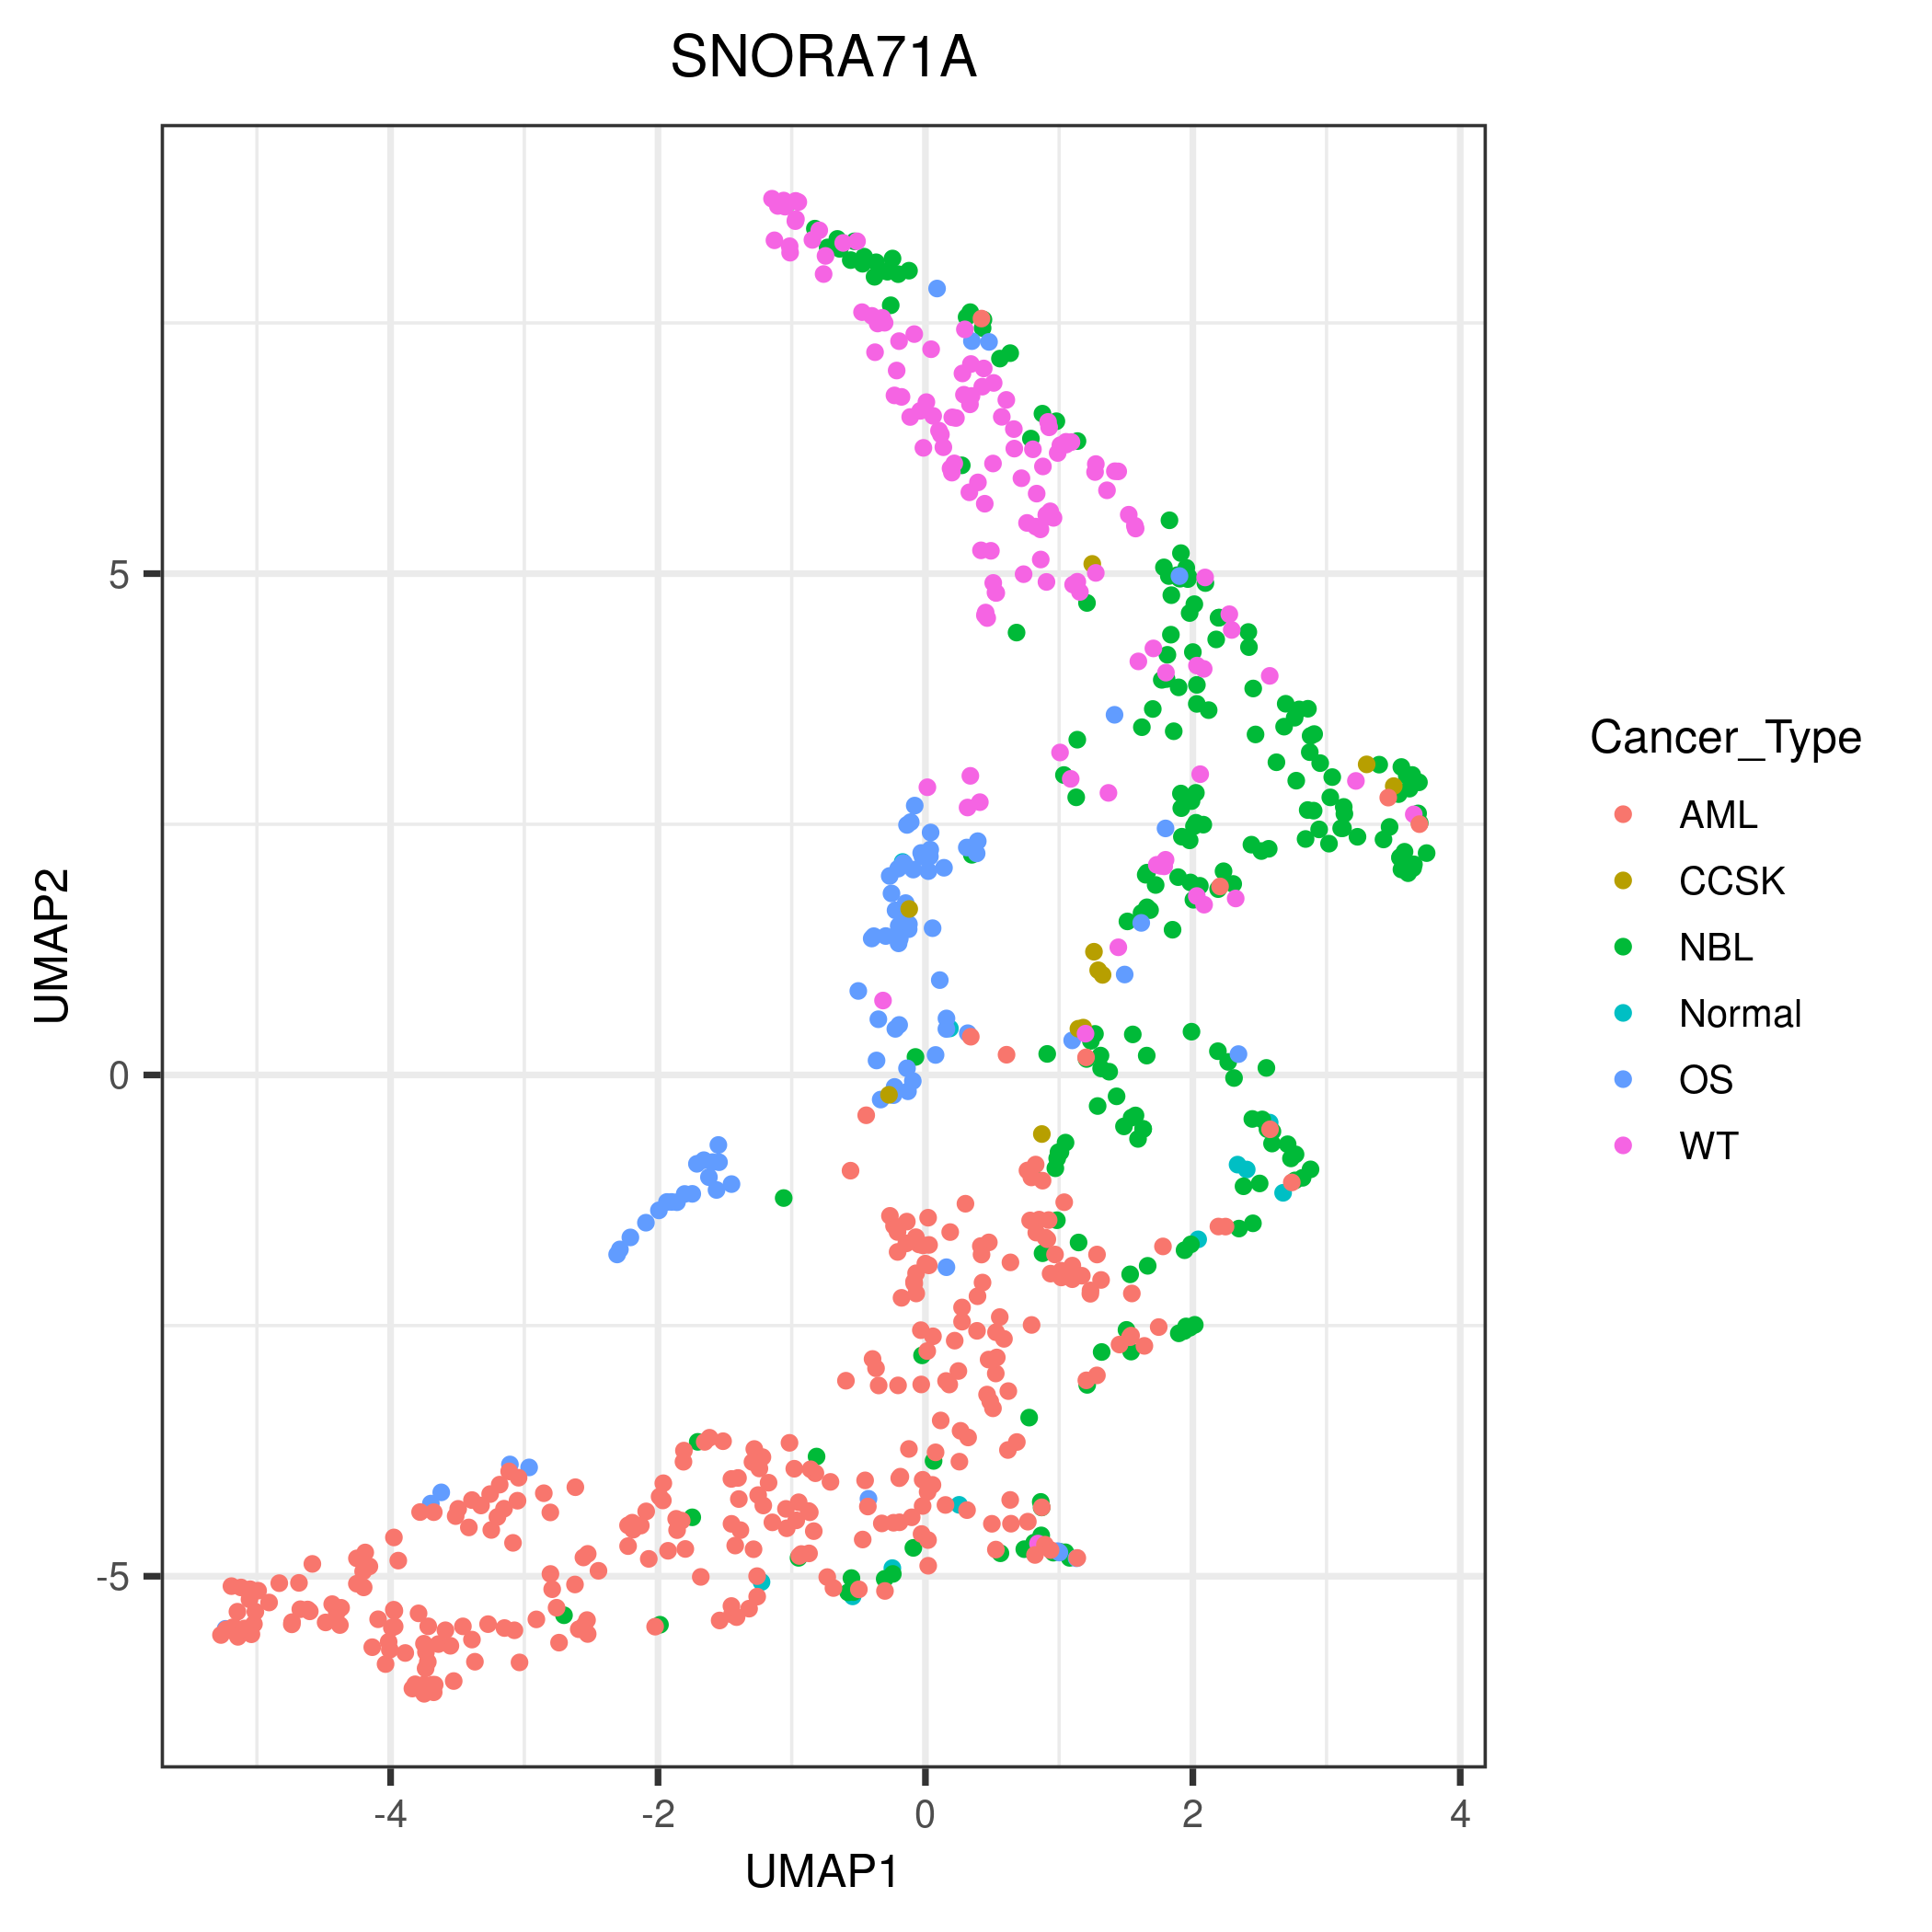 SNORA71A
UMAP2
5
0
-5
-4
-2
0
2
4
UMAP1
Cancer_Type
AML
CCSK
NBL
Normal
OS
WT